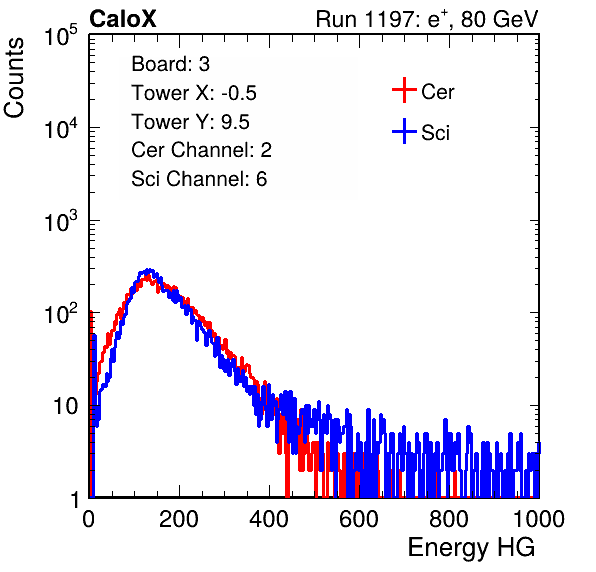 CaloX Run 1197: e⁺, 80 GeV
Counts
10⁵
10⁴
10³
10²
10
1
Board: 3
Tower X: -0.5
Tower Y: 9.5
Cer Channel: 2
Sci Channel: 6
Cer
Sci
0 200 400 600 800 1000
Energy HG